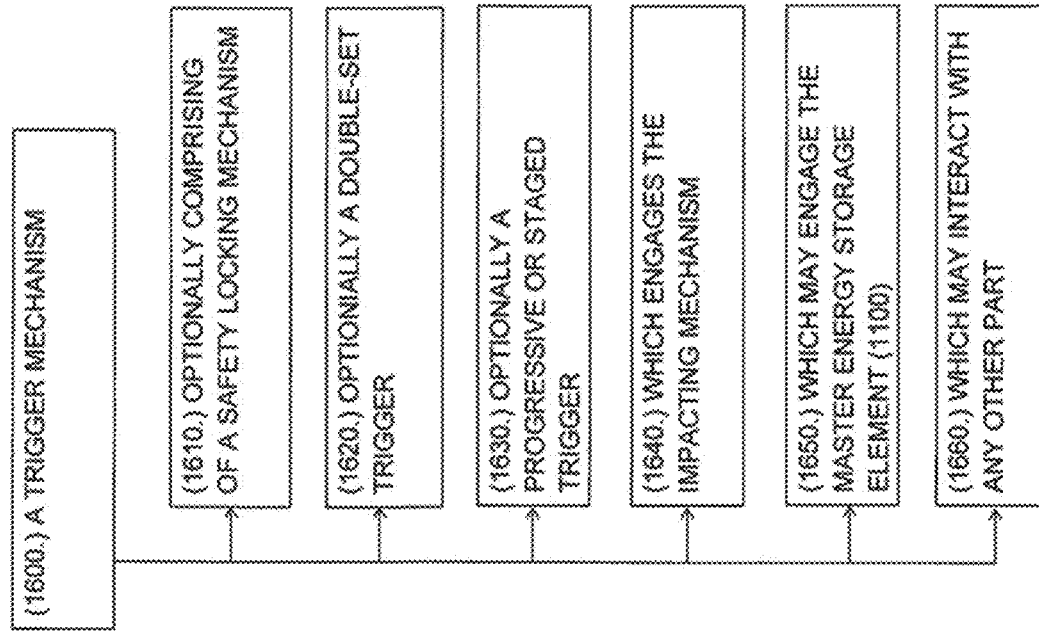 (1600.) A TRIGGER MECHANISM
(1610.) OPTIONALLY COMPRISING
OF A SAFETY LOCKING MECHANISM
(1620.) OPTIONIALLY A DOUBLE-SET
TRIGGER
(1630.) OPTIONALLY A
PROGRESSIVE OR STAGED
TRIGGER
(1640.) WHICH ENGAGES THE
IMPACTING MECHANISM
(1650.) WHICH MAY ENGAGE THE
MASTER ENERGY STORAGE
ELEMENT (1100)
(1660.) WHICH MAY INTERACT WITH
ANY OTHER PART